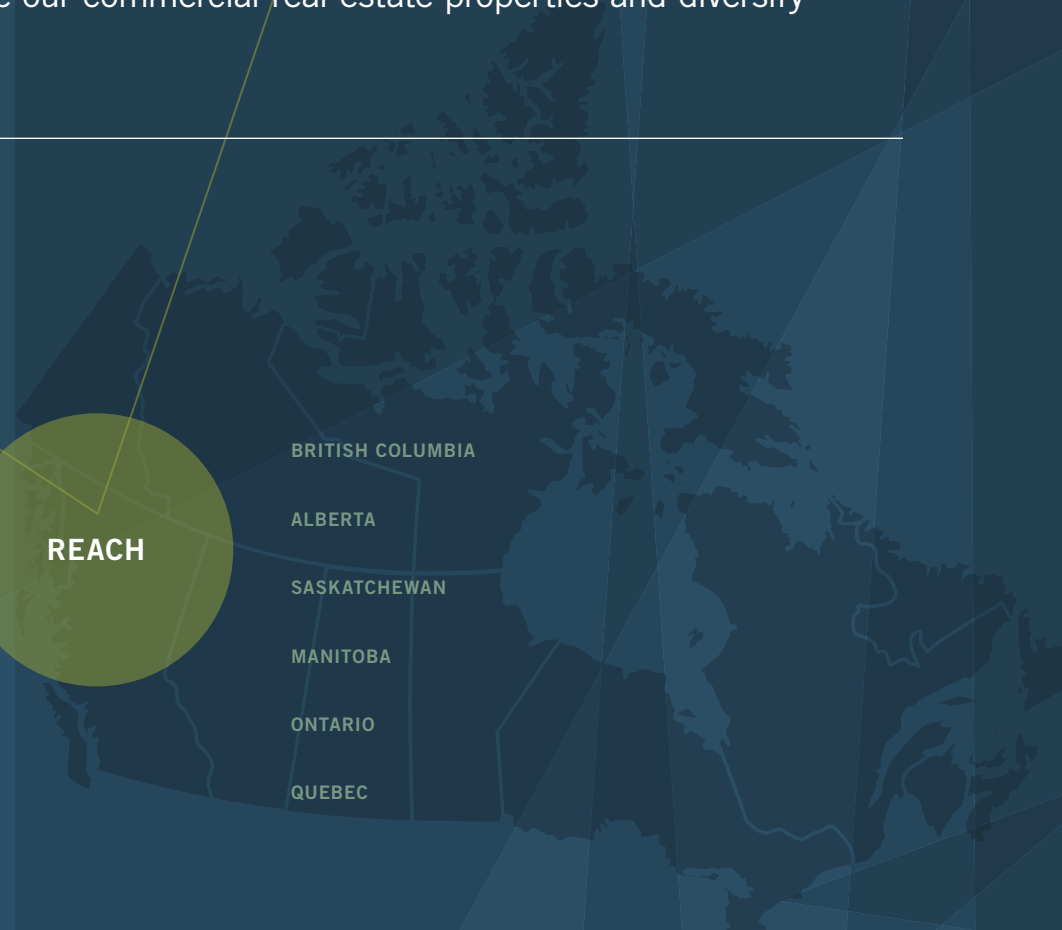 our commercial real estate properties and diversify
REACH
BRITISH COLUMBIA
ALBERTA
SASKATCHEWAN
MANITOBA
ONTARIO
QUEBEC